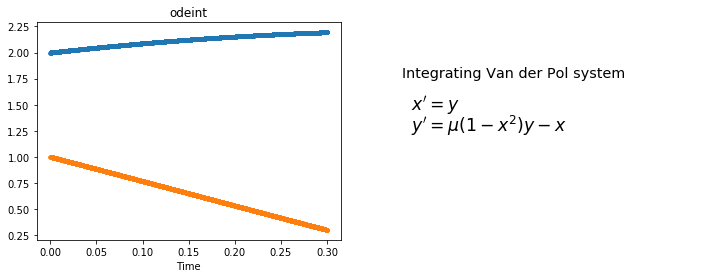 odeint
2.25
2.00
1.75
1.50
1.25
1.00
0.75
0.50
0.25
0.00 0.05 0.10 0.15 0.20 0.25 0.30
Time
Integrating Van der Pol system
x′ = y
y′ = μ(1 − x²)y − x